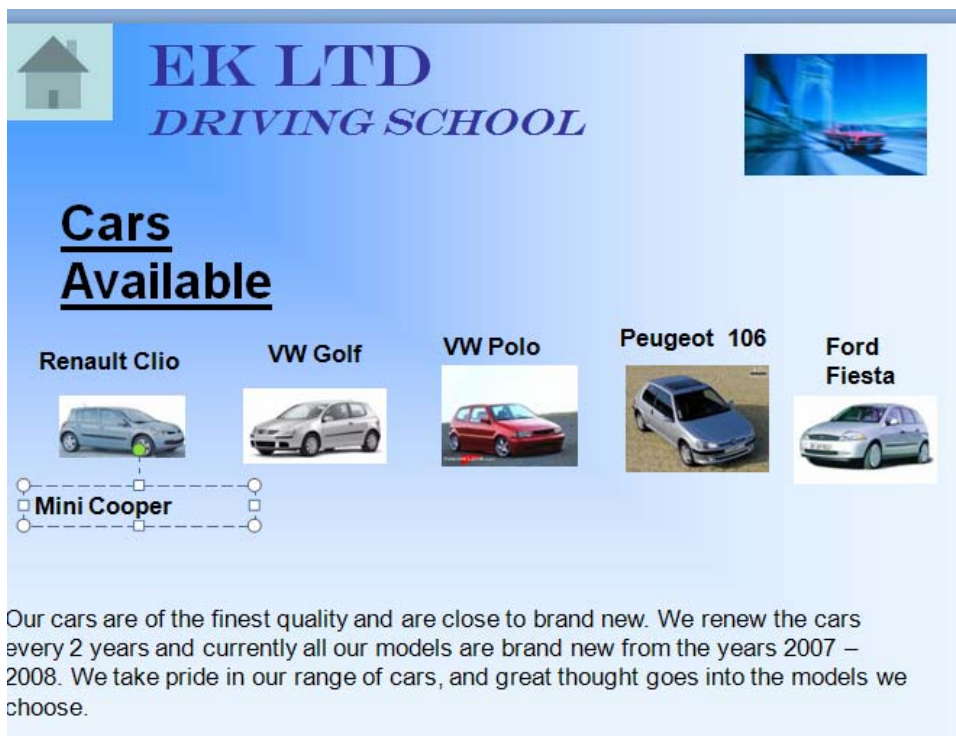 EK LTD
DRIVING SCHOOL
Cars
Available
Renault Clio
VW Golf
VW Polo
Peugeot 106
Ford
Fiesta
Mini Cooper
Our cars are of the finest quality and are close to brand new. We renew the cars
every 2 years and currently all our models are brand new from the years 2007 –
2008. We take pride in our range of cars, and great thought goes into the models we
choose.